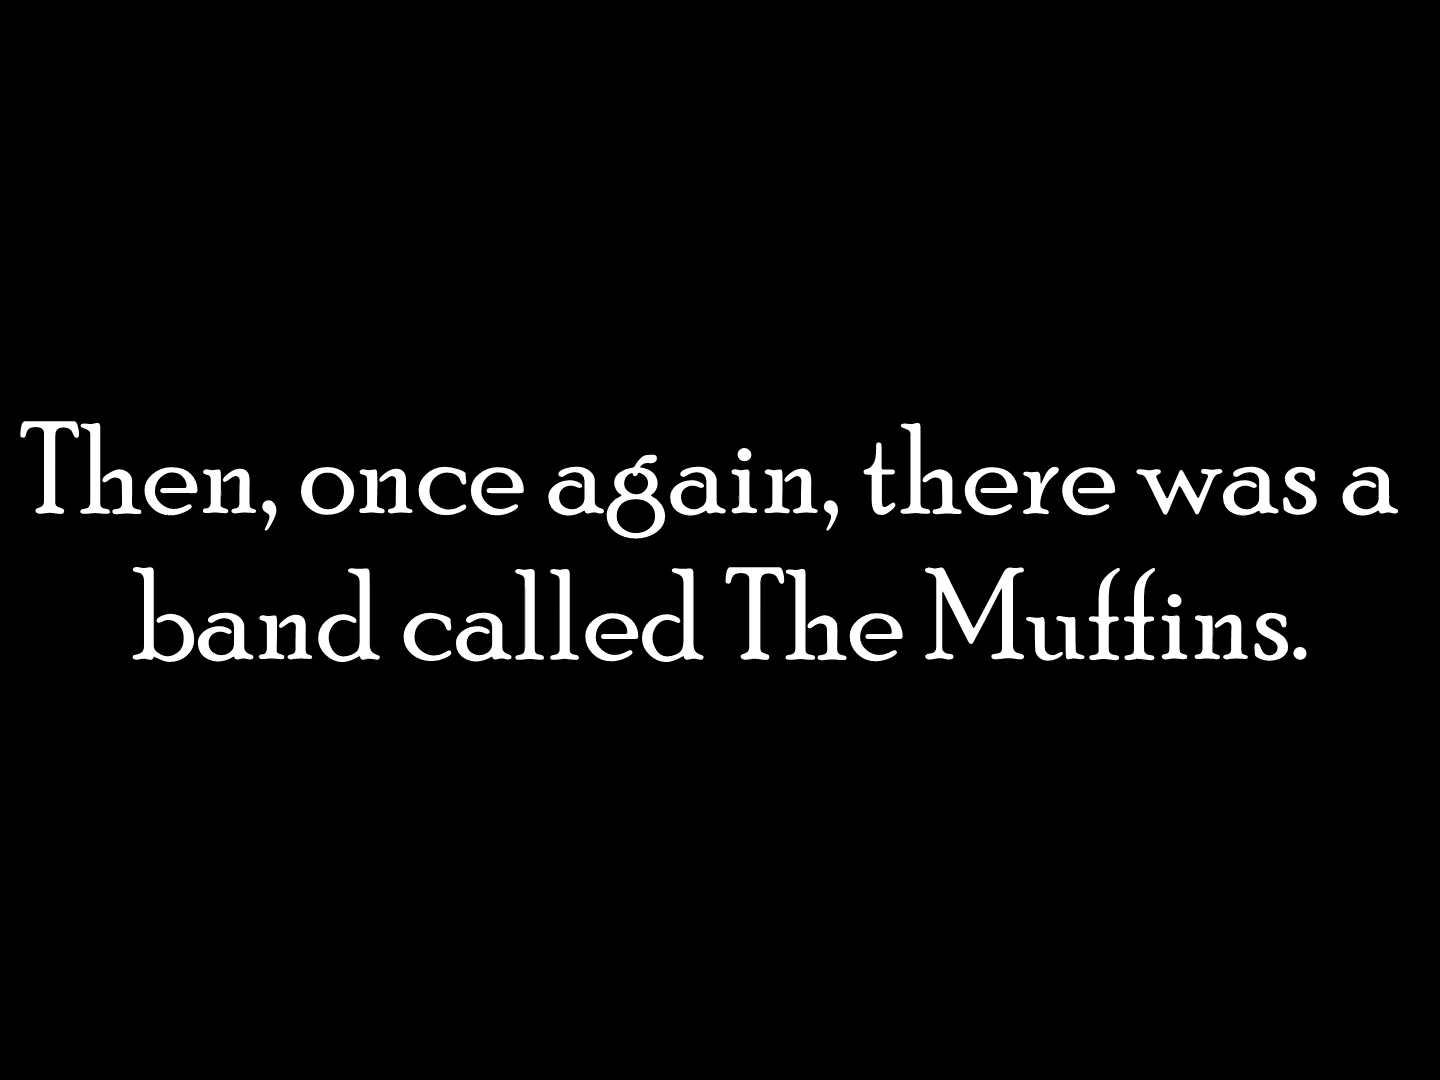 Then, once again, there was a
band called The Muffins.